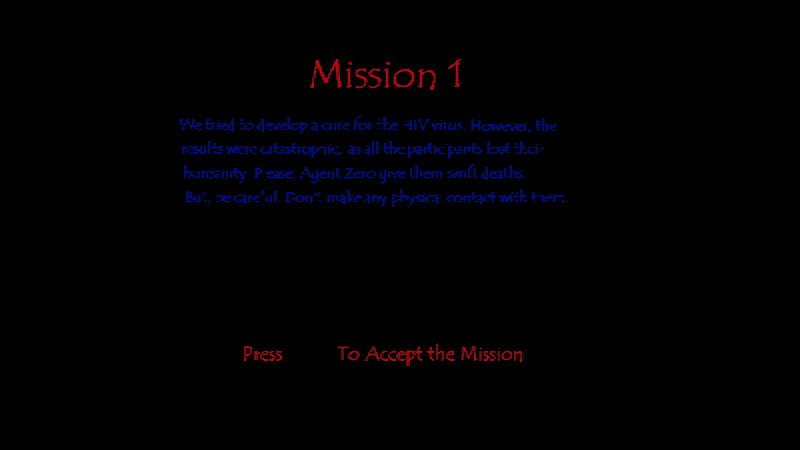 Mission 1
We tried to develop a cure for the HIV virus. However, the
results were catastrophic, as all the participants lost their
humanity. Please, Agent Zero give them swift deaths.
But, be careful. Don't make any physical contact with them.
Press To Accept the Mission